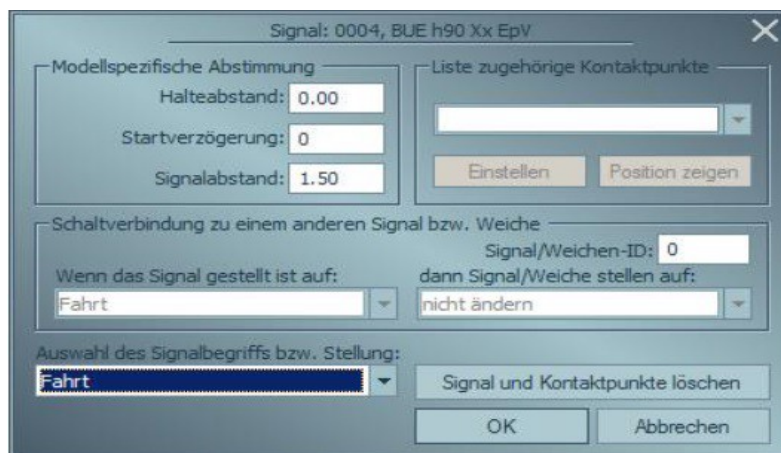 Signal: 0004, BUE h90 Xx EpV
Modellspezifische Abstimmung
Halteabstand: 0.00
Startverzögerung: 0
Signalabstand: 1.50
Liste zugehörige Kontaktpunkte
Einstellen
Position zeigen
Schaltverbindung zu einem anderen Signal bzw. Weiche
Signal/Weichen-ID: 0
Wenn das Signal gestellt ist auf:
Fahrt
dann Signal/Weiche stellen auf:
nicht ändern
Auswahl des Signalbegriffs bzw. Stellung:
Fahrt
Signal und Kontaktpunkte löschen
OK
Abbrechen